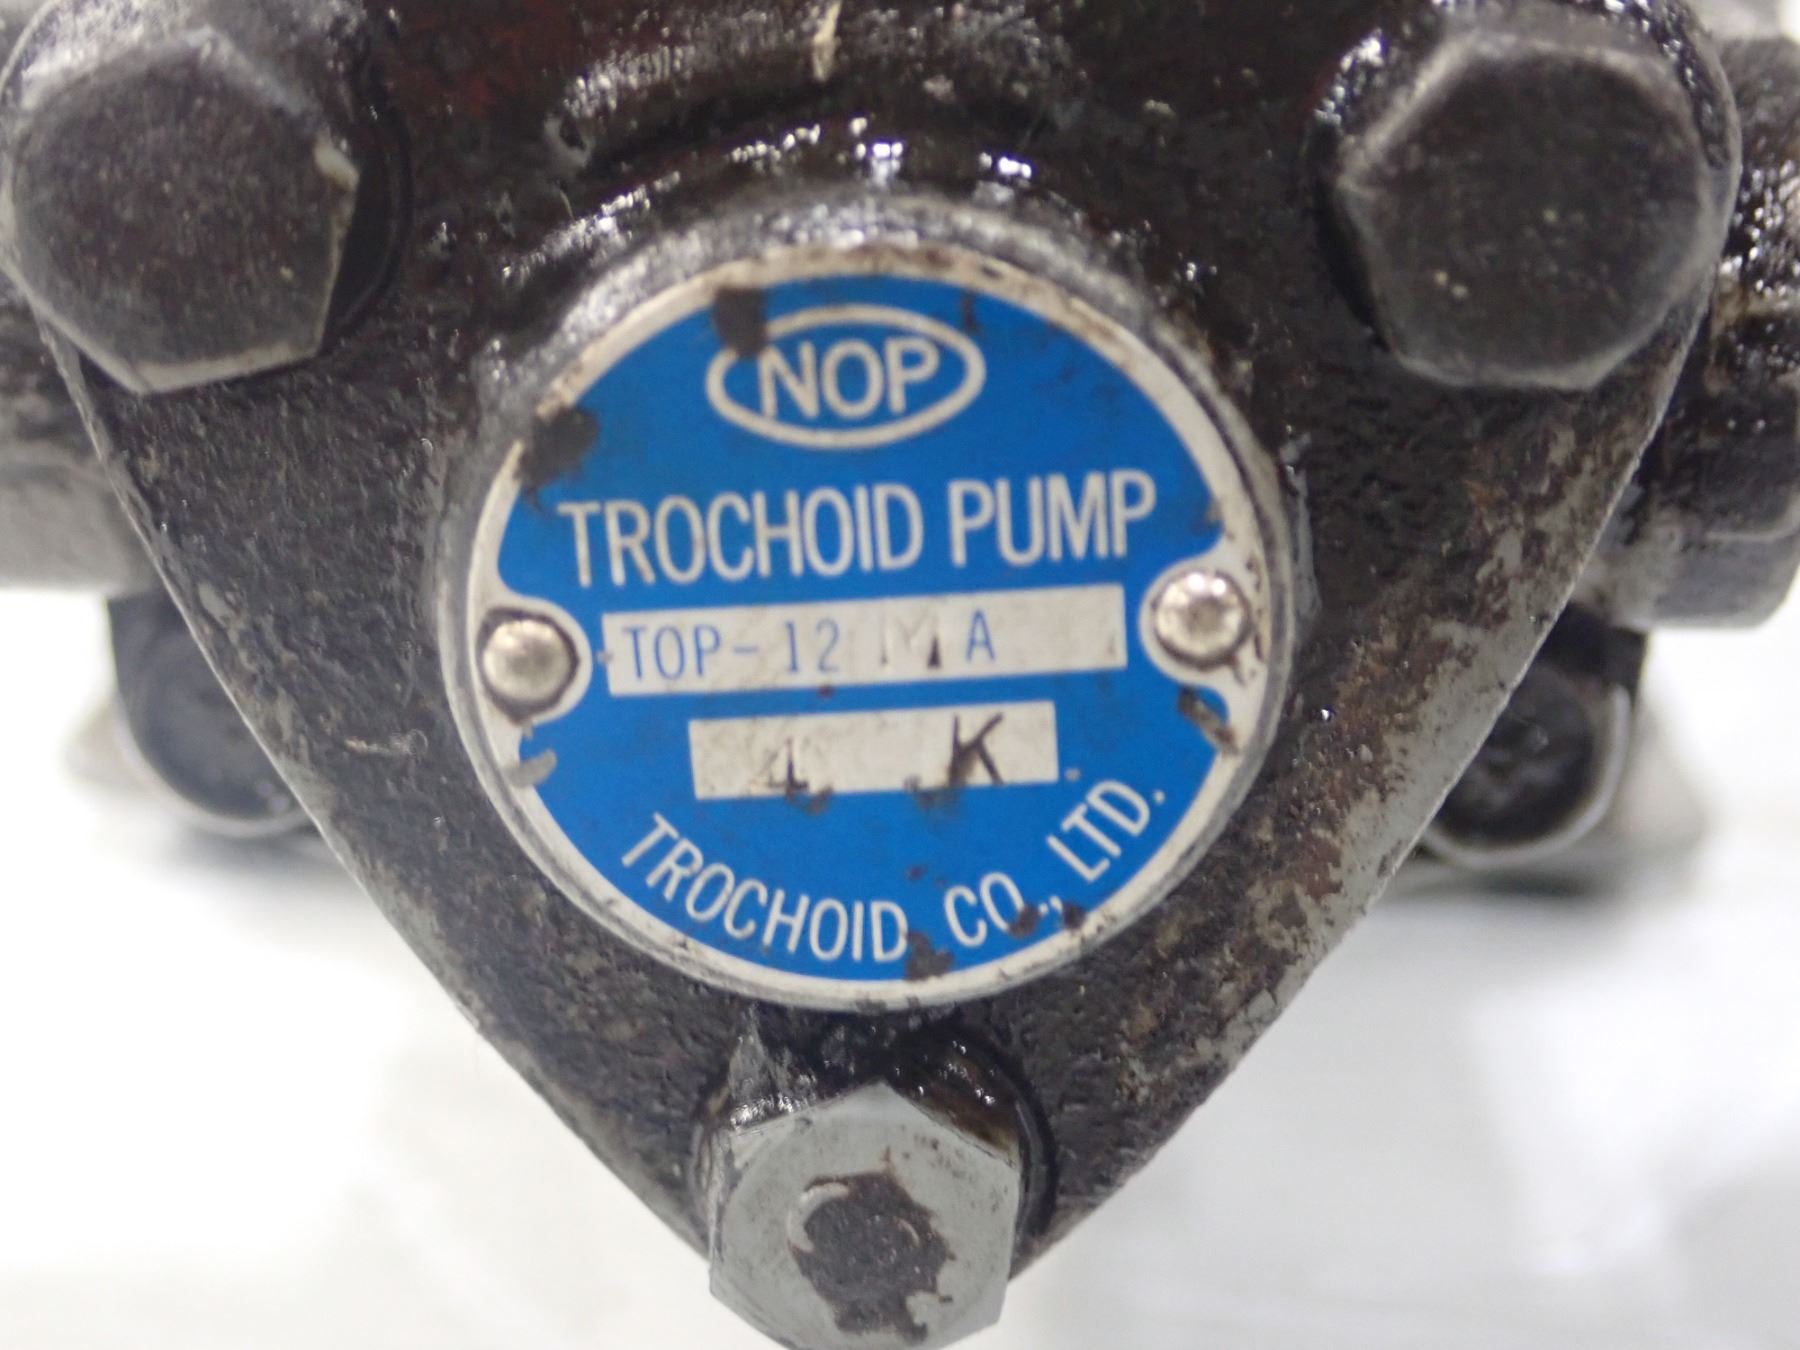 NOP
TROCHOID PUMP
TOP-12 MA
4 K
TROCHOID CO., LTD.